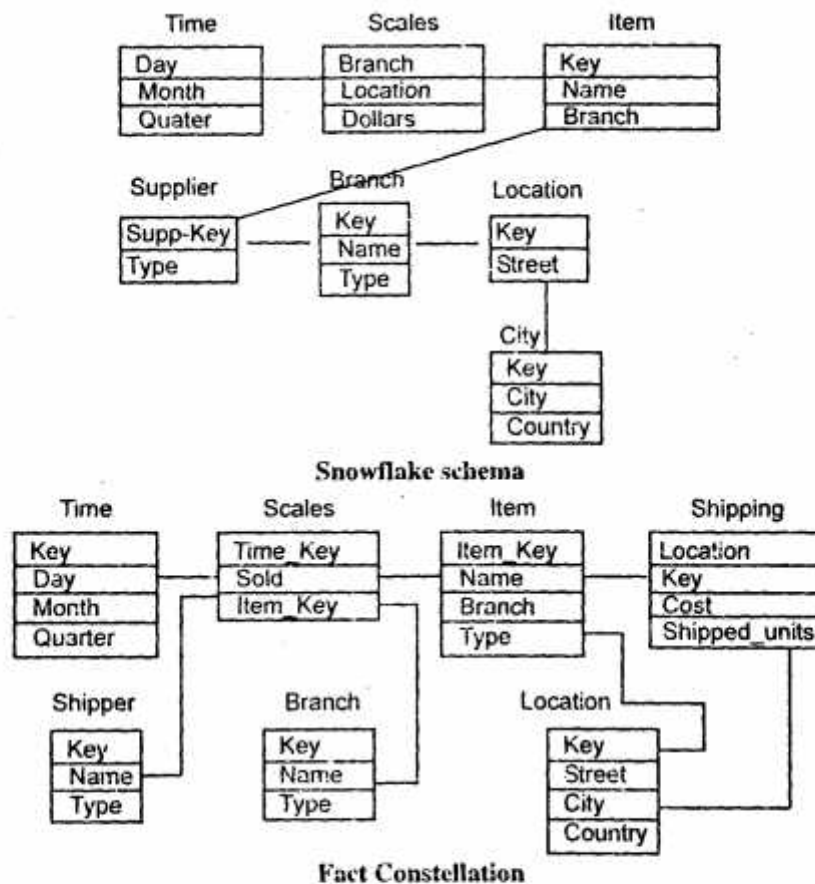 Time Scales Item
Day Branch Key
Month Location Name
Quater Dollars Branch
Supplier Branch Location
Supp-Key Key Key
Type Name Street
Type
City
Key
City
Country
Snowflake schema
Time Scales Item Shipping
Key Time_Key Item_Key Location
Day Sold Name Key
Month Item_Key Branch Cost
Quarter Type Shipped_units
Shipper Branch Location
Key Key Key
Name Name Street
Type Type City
Country
Fact Constellation